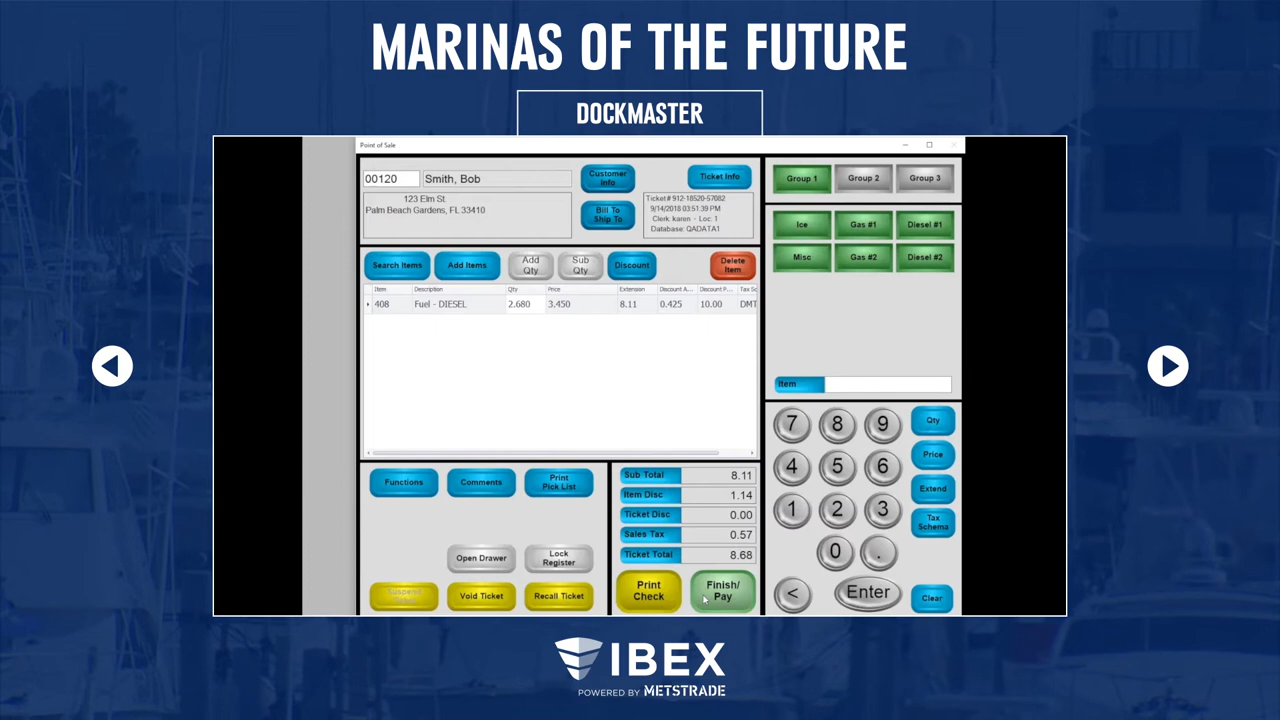 MARINAS OF THE FUTURE
DOCKMASTER
Point of Sale
00120 Smith, Bob
123 Elm St
Palm Beach Gardens, FL 33410
Customer
Info
Bill To
Ship To
Ticket Info
Ticket# 912-18520-57082
9/14/2018 03:51:39 PM
Clerk: karen - Loc: 1
Database: QADATA1
Group 1 Group 2 Group 3
Ice Gas #1 Diesel #1
Misc Gas #2 Diesel #2
Search Items
Add Items
Add
Qty
Sub
Qty
Discount
Delete
Item
Item Description Qty Price Extension Discount A... Discount P... Tax Sc
408 Fuel - DIESEL 2.680 3.450 8.11 0.425 10.00 DMT
Item
Functions
Comments
Print
Pick List
Open Drawer
Lock
Register
Void Ticket
Recall Ticket
Sub Total 8.11
Item Disc 1.14
Ticket Disc 0.00
Sales Tax 0.57
Ticket Total 8.68
Print
Check
Finish/
Pay
7 8 9 Qty
4 5 6 Price
Extend
1 2 3
Tax
Schema
0 .
< Enter Clear
IBEX
POWERED BY METSTRADE